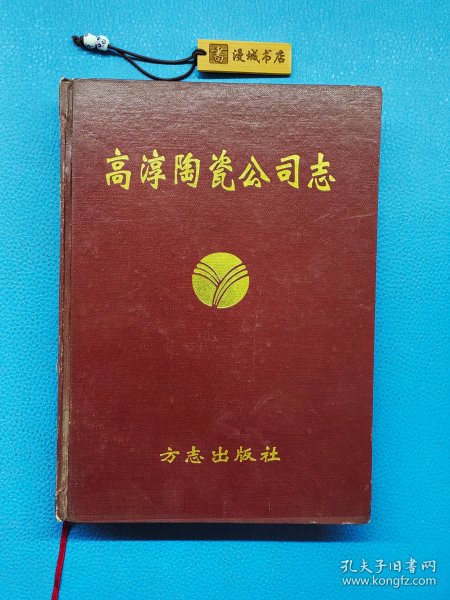 書 漫城书店
高淳陶瓷公司志
方志出版社
孔夫子旧书网
www.kongfz.com